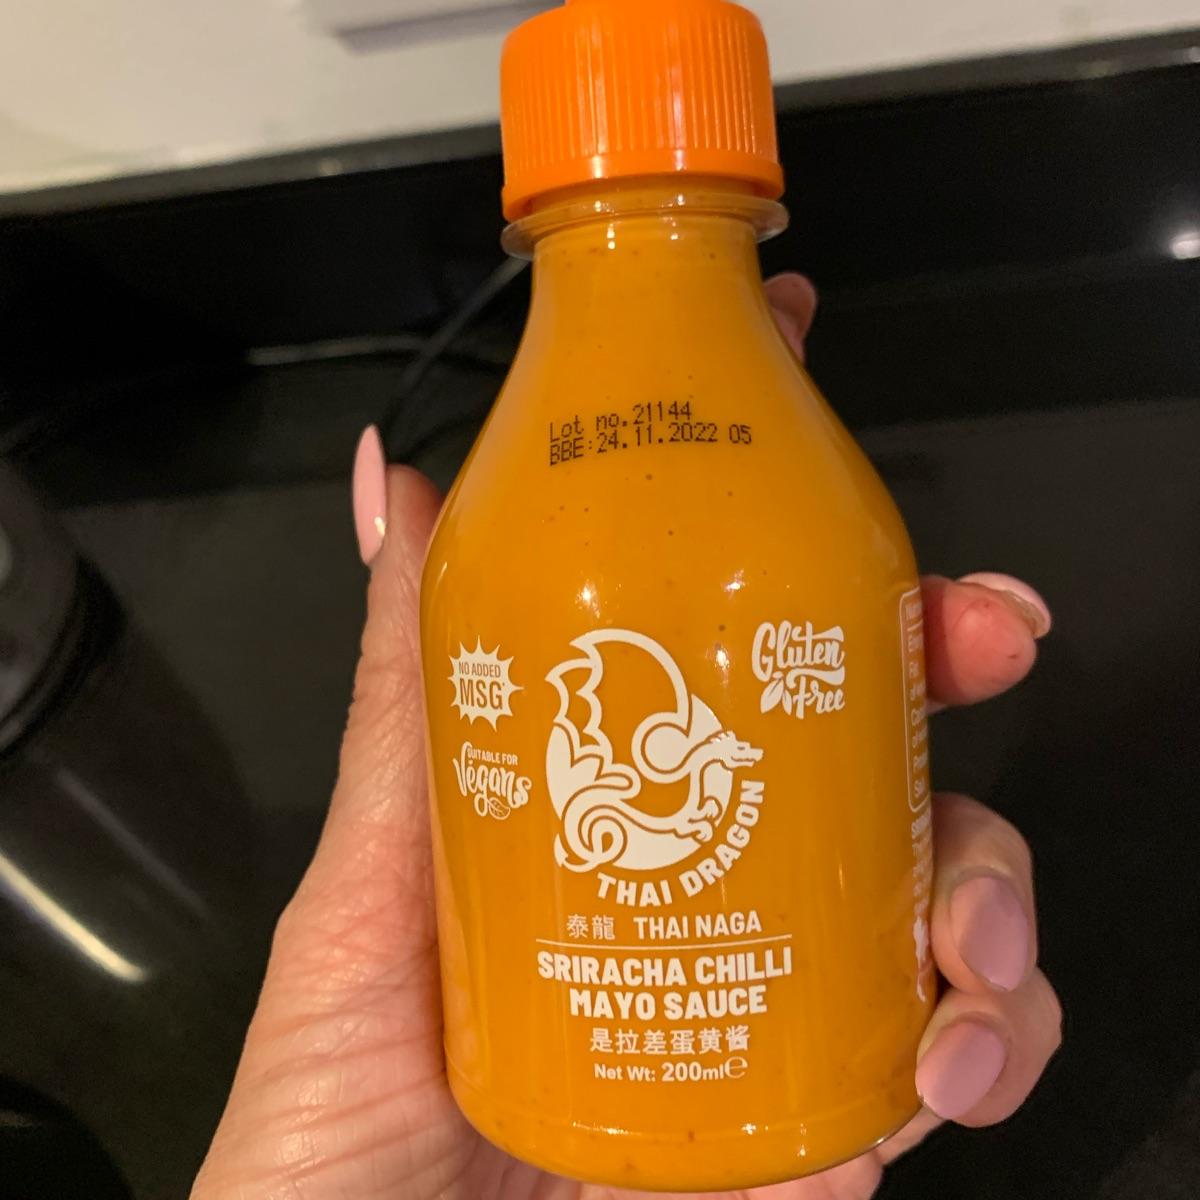 Lot no.21144
BBE:24.11.2022 05
NO ADDED
MSG
Gluten
Free
SUITABLE FOR
Vegans
THAI DRAGON
泰龍 THAI NAGA
SRIRACHA CHILLI
MAYO SAUCE
是拉差蛋黄酱
Net Wt: 200ml℮